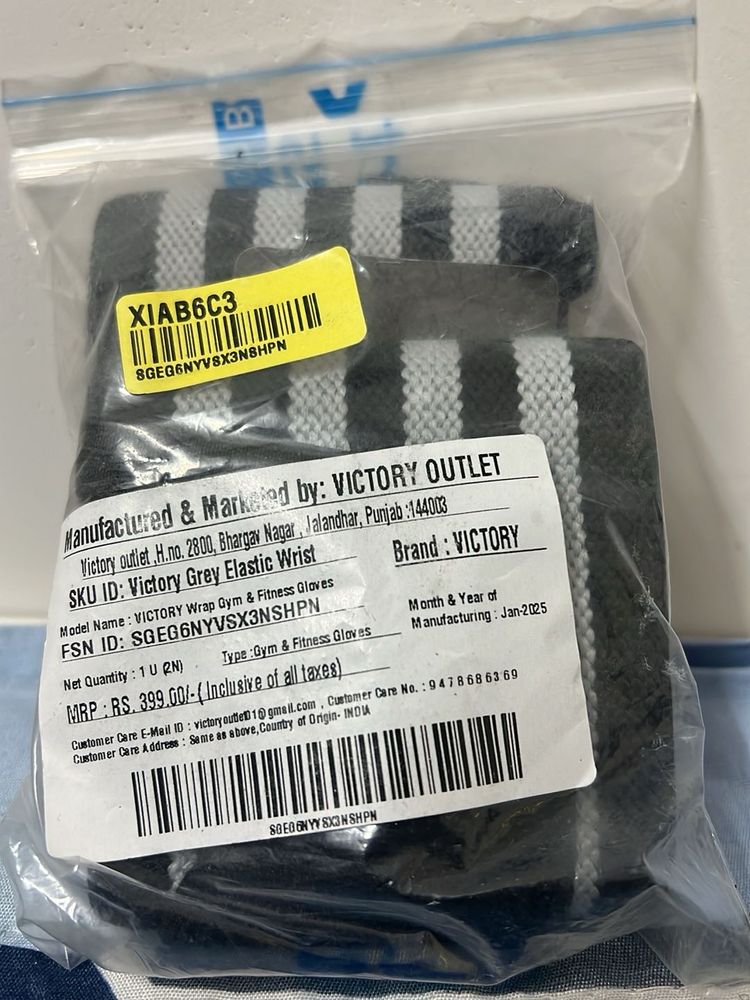 XIAB6C3
SGEG6NYVSX3NSHPN
Manufactured & Marketed by: VICTORY OUTLET
Victory outlet ,H.no. 2800, Bhargav Nagar , Jalandhar, Punjab :144003
SKU ID: Victory Grey Elastic Wrist
Brand : VICTORY
Model Name : VICTORY Wrap Gym & Fitness Gloves
FSN ID: SGEG6NYVSX3NSHPN
Month & Year of
Manufacturing : Jan-2025
Net Quantity : 1 U (2N)
Type :Gym & Fitness Gloves
MRP : RS. 399.00/- ( Inclusive of all taxes)
Customer Care E-Mail ID : victoryoutlet01@gmail.com , Customer Care No. : 9478686369
Customer Care Address : Same as above,Country of Origin- INDIA
SGEG6NYVSX3NSHPN